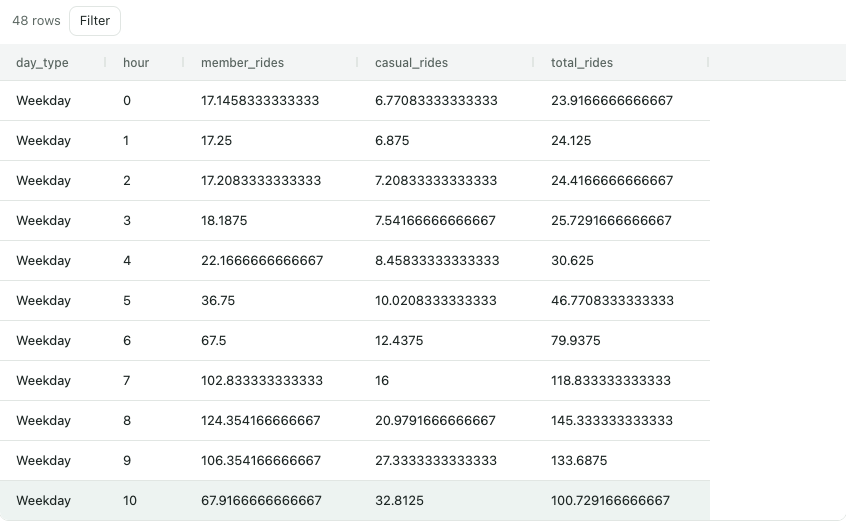 48 rows Filter
day_type hour member_rides casual_rides total_rides
Weekday 0 17.1458333333333 6.77083333333333 23.9166666666667
Weekday 1 17.25 6.875 24.125
Weekday 2 17.2083333333333 7.20833333333333 24.4166666666667
Weekday 3 18.1875 7.54166666666667 25.7291666666667
Weekday 4 22.1666666666667 8.45833333333333 30.625
Weekday 5 36.75 10.0208333333333 46.7708333333333
Weekday 6 67.5 12.4375 79.9375
Weekday 7 102.833333333333 16 118.833333333333
Weekday 8 124.354166666667 20.9791666666667 145.333333333333
Weekday 9 106.354166666667 27.3333333333333 133.6875
Weekday 10 67.9166666666667 32.8125 100.729166666667